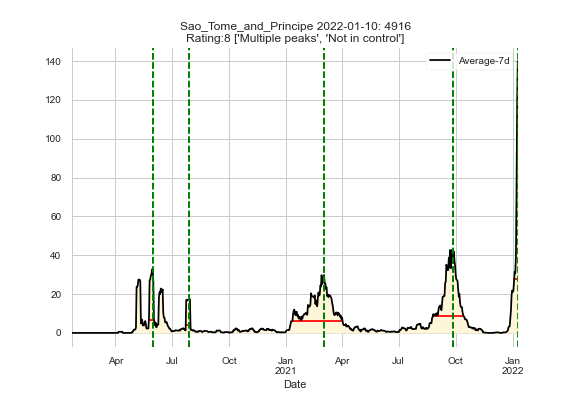 Sao_Tome_and_Principe 2022-01-10: 4916
Rating:8 ['Multiple peaks', 'Not in control']
Average-7d
140
120
100
80
60
40
20
0
Apr Jul Oct Jan Apr Jul Oct Jan
2021 2022
Date